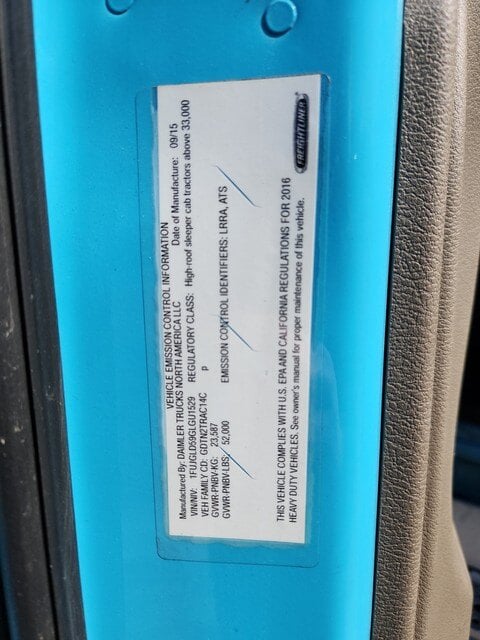 VEHICLE EMISSION CONTROL INFORMATION
Manufactured By: DAIMLER TRUCKS NORTH AMERICA LLC Date of Manufacture: 09/15
VIN/NIV: 1FUJGLD59GLGU1529 REGULATORY CLASS: High-roof sleeper cab tractors above 33,000
VEH FAMILY CD: GDTN2TRAC14C P
GVWR-PNBV-KG: 23,587
GVWR-PNBV-LBS: 52,000 EMISSION CONTROL IDENTIFIERS: LRRA, ATS
THIS VEHICLE COMPLIES WITH U.S. EPA AND CALIFORNIA REGULATIONS FOR 2016
HEAVY DUTY VEHICLES. See owner's manual for proper maintenance of this vehicle.
FREIGHTLINER